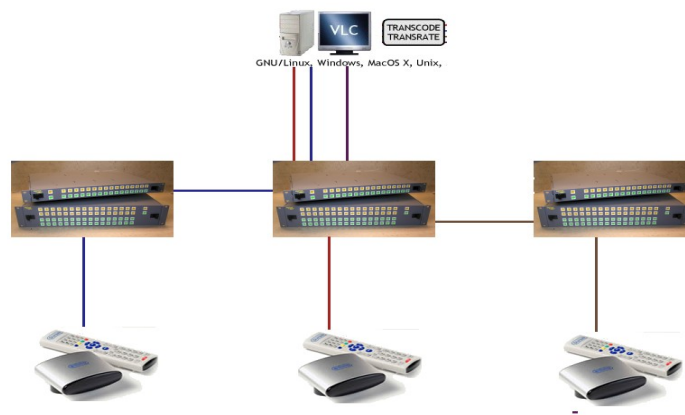 VLC
TRANSCODE
TRANSRATE
GNU/Linux, Windows, MacOS X, Unix,